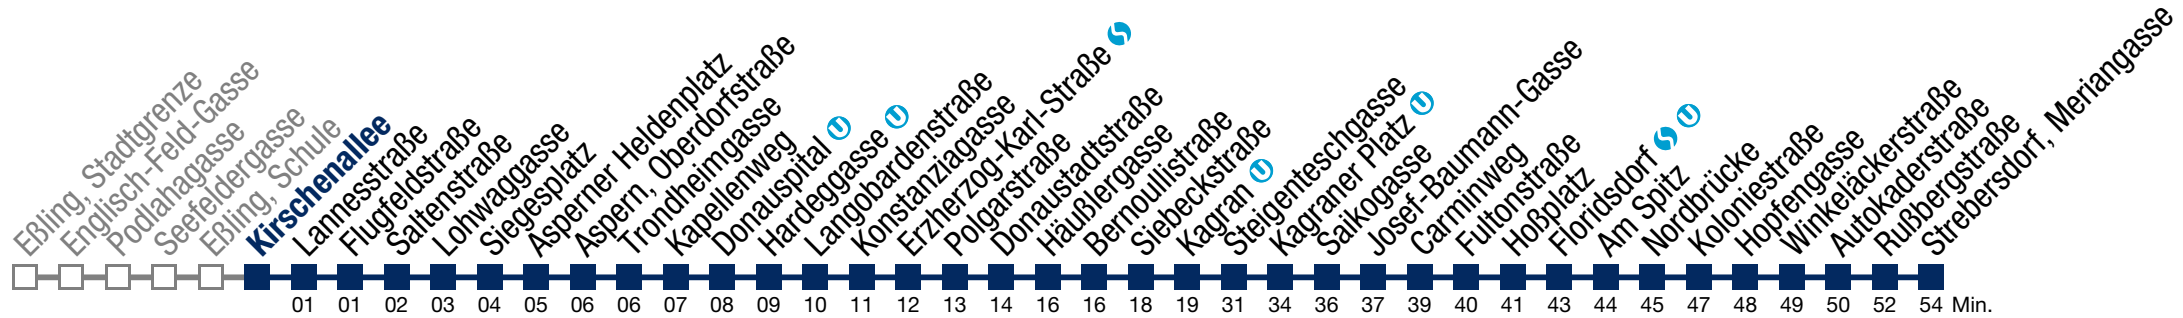 Eßling, Stadtgrenze
Englisch-Feld-Gasse
Podlahagasse
Seefeldergasse
Eßling, Schule
Kirschenallee
Lannesstraße
Flugfeldstraße
Saltenstraße
Lohwaggasse
Siegesplatz
Asperner Heldenplatz
Aspern, Oberdorfstraße
Trondheimgasse
Kapellenweg
Donauspital U
Hardeggasse U
Langobardenstraße
Konstanziagasse
Erzherzog-Karl-Straße S
Polgarstraße
Donaustadtstraße
Häußlergasse
Bernoullistraße
Siebeckstraße
Kagran U
Steigenteschgasse
Kagraner Platz U
Saikogasse
Josef-Baumann-Gasse
Carminweg
Fultonstraße
Hoßplatz
Floridsdorf S U
Am Spitz
Nordbrücke
Koloniestraße
Hopfengasse
Winkeläckerstraße
Autokaderstraße
Rußbergstraße
Strebersdorf, Meriangasse
01 01 02 03 04 05 06 06 07 08 09 10 11 12 13 14 16 16 18 19 31 34 36 37 39 40 41 43 44 45 47 48 49 50 52 54 Min.